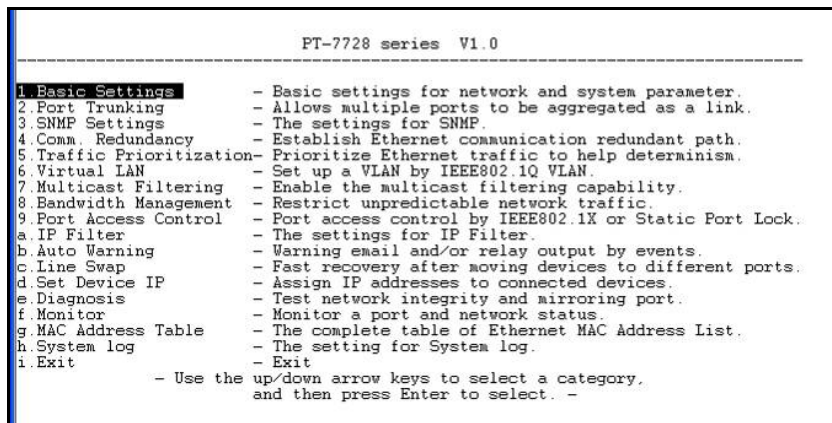 PT-7728 series V1.0
1.Basic Settings - Basic settings for network and system parameter.
2.Port Trunking - Allows multiple ports to be aggregated as a link.
3.SNMP Settings - The settings for SNMP.
4.Comm. Redundancy - Establish Ethernet communication redundant path.
5.Traffic Prioritization- Prioritize Ethernet traffic to help determinism.
6.Virtual LAN - Set up a VLAN by IEEE802.1Q VLAN.
7.Multicast Filtering - Enable the multicast filtering capability.
8.Bandwidth Management - Restrict unpredictable network traffic.
9.Port Access Control - Port access control by IEEE802.1X or Static Port Lock.
a.IP Filter - The settings for IP Filter.
b.Auto Warning - Warning email and/or relay output by events.
c.Line Swap - Fast recovery after moving devices to different ports.
d.Set Device IP - Assign IP addresses to connected devices.
e.Diagnosis - Test network integrity and mirroring port.
f.Monitor - Monitor a port and network status.
g.MAC Address Table - The complete table of Ethernet MAC Address List.
h.System log - The setting for System log.
i.Exit - Exit
- Use the up/down arrow keys to select a category,
and then press Enter to select. -